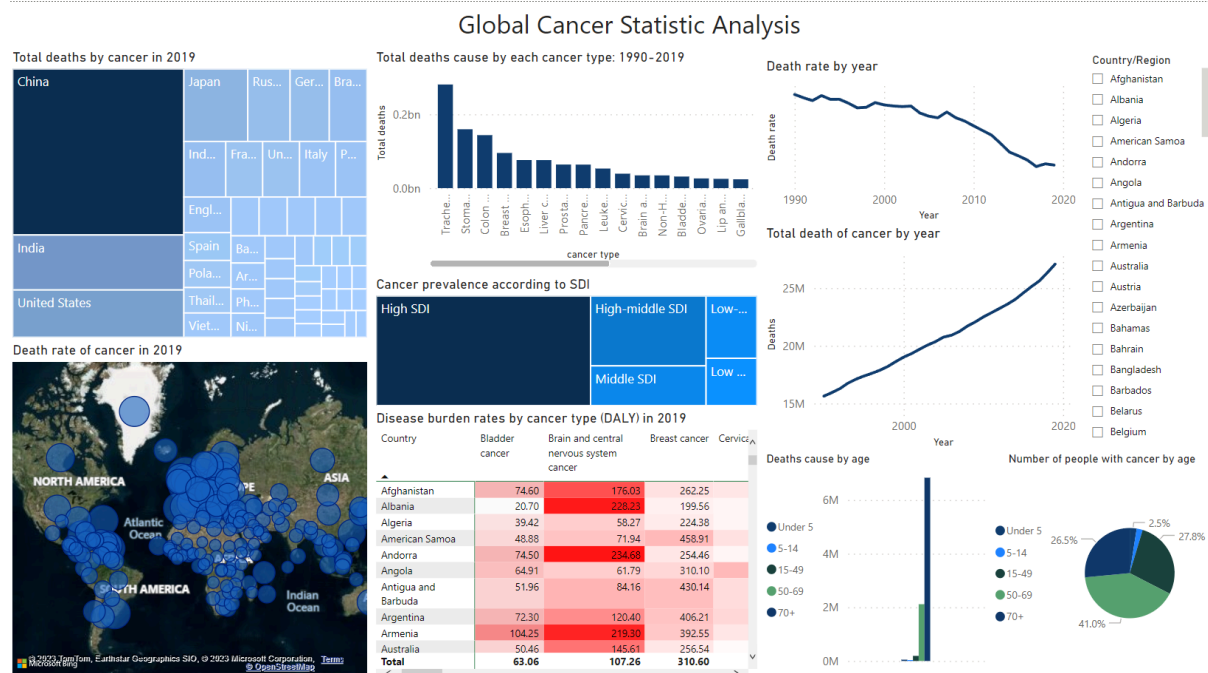 Global Cancer Statistic Analysis
Total deaths by cancer in 2019
China
India
United States
Japan
Rus...
Ger...
Bra...
Ind...
Fra...
Un...
Italy
P...
Engl...
Spain
Ba...
Pola...
Ar...
Thail...
Ph...
Viet...
Ni...
Death rate of cancer in 2019
NORTH AMERICA
ASIA
Atlantic
Ocean
SOUTH AMERICA
Indian
Ocean
Microsoft Bing
© 2023 TomTom, Earthstar Geographics SIO, © 2023 Microsoft Corporation, Terms
© OpenStreetMap
Total deaths cause by each cancer type: 1990-2019
Total deaths
0.2bn
0.0bn
Trache...
Stoma...
Colon ...
Breast ...
Esoph...
Liver c...
Prosta...
Pancre...
Leuke...
Cervic...
Brain a...
Non-H...
Bladde...
Ovaria...
Lip an...
Gallbla...
cancer type
Cancer prevalence according to SDI
High SDI
High-middle SDI
Middle SDI
Low-...
Low ...
Disease burden rates by cancer type (DALY) in 2019
Country Bladder cancer Brain and central nervous system cancer Breast cancer Cervica
Afghanistan 74.60 176.03 262.25
Albania 20.70 228.23 199.56
Algeria 39.42 58.27 224.38
American Samoa 48.88 71.94 458.91
Andorra 74.50 234.68 254.46
Angola 64.91 61.79 310.10
Antigua and Barbuda 51.96 84.16 430.14
Argentina 72.30 120.40 406.21
Armenia 104.25 219.30 392.55
Australia 50.46 145.61 256.54
Total 63.06 107.26 310.60
Death rate by year
Death rate
1990
2000
2010
2020
Year
Total death of cancer by year
Deaths
25M
20M
15M
2000
2020
Year
Deaths cause by age
Under 5
5-14
15-49
50-69
70+
6M
4M
2M
0M
Number of people with cancer by age
Under 5
5-14
15-49
50-69
70+
2.5%
27.8%
41.0%
26.5%
Country/Region
Afghanistan
Albania
Algeria
American Samoa
Andorra
Angola
Antigua and Barbuda
Argentina
Armenia
Australia
Austria
Azerbaijan
Bahamas
Bahrain
Bangladesh
Barbados
Belarus
Belgium